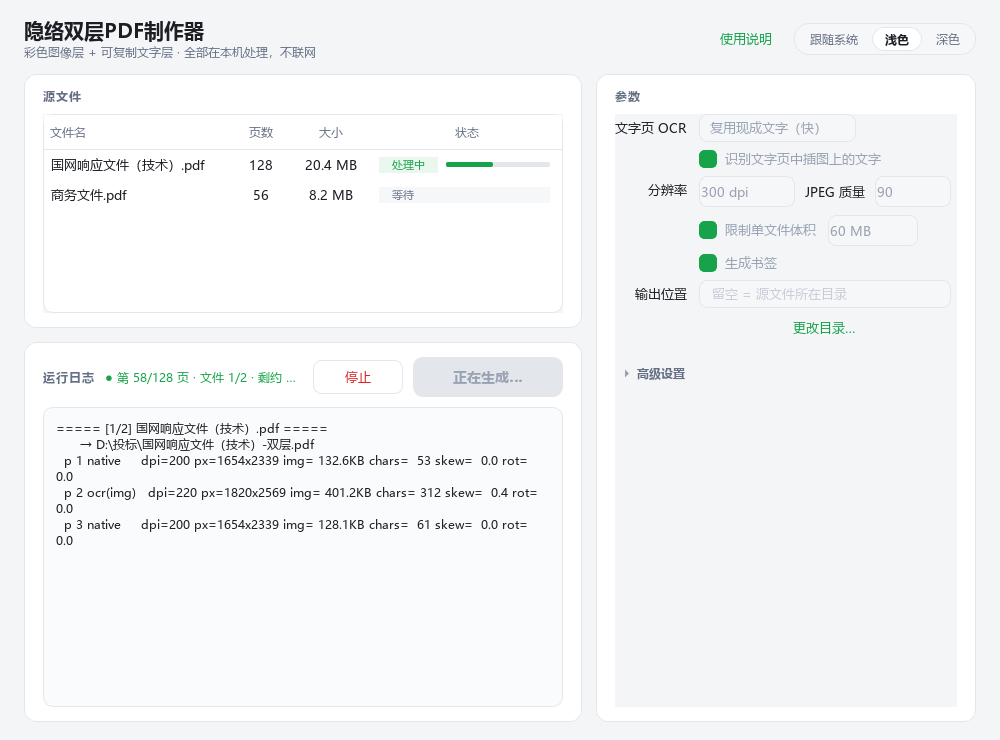 隐络双层PDF制作器
彩色图像层 + 可复制文字层 · 全部在本机处理，不联网
使用说明
跟随系统 浅色 深色
源文件
文件名 页数 大小 状态
国网响应文件（技术）.pdf 128 20.4 MB 处理中
商务文件.pdf 56 8.2 MB 等待
运行日志 ● 第 58/128 页 · 文件 1/2 · 剩约 ... 停止 正在生成...
===== [1/2] 国网响应文件（技术）.pdf =====
→ D:\投标\国网响应文件（技术）-双层.pdf
p 1 native dpi=200 px=1654x2339 img= 132.6KB chars= 53 skew= 0.0 rot=
0.0
p 2 ocr(img) dpi=220 px=1820x2569 img= 401.2KB chars= 312 skew= 0.4 rot=
0.0
p 3 native dpi=200 px=1654x2339 img= 128.1KB chars= 61 skew= 0.0 rot=
0.0
参数
文字页 OCR 复用现成文字（快）
识别文字页中插图上的文字
分辨率 300 dpi JPEG 质量 90
限制单文件体积 60 MB
生成书签
输出位置 留空 = 源文件所在目录
更改目录...
高级设置